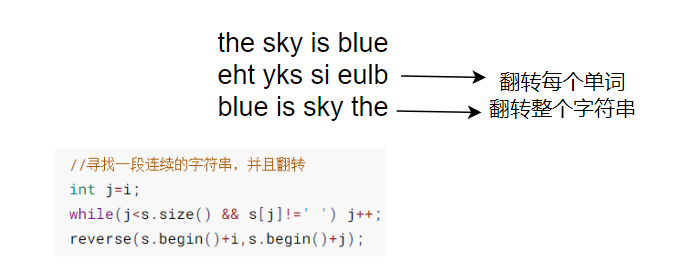 the sky is blue
eht yks si eulb
翻转每个单词
blue is sky the
翻转整个字符串
//寻找一段连续的字符串，并且翻转
int j=i;
while(j<s.size() && s[j]!=' ') j++;
reverse(s.begin()+i,s.begin()+j);